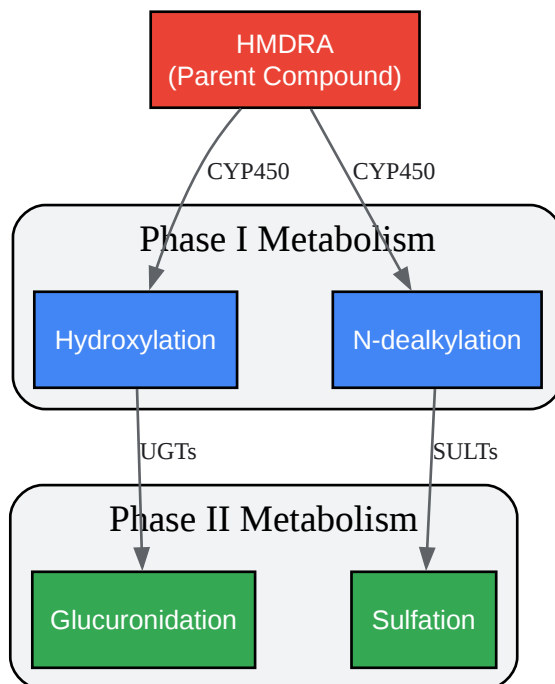 HMDRA
(Parent Compound)
CYP450
CYP450
Phase I Metabolism
Hydroxylation
N-dealkylation
UGTs
SULTs
Phase II Metabolism
Glucuronidation
Sulfation